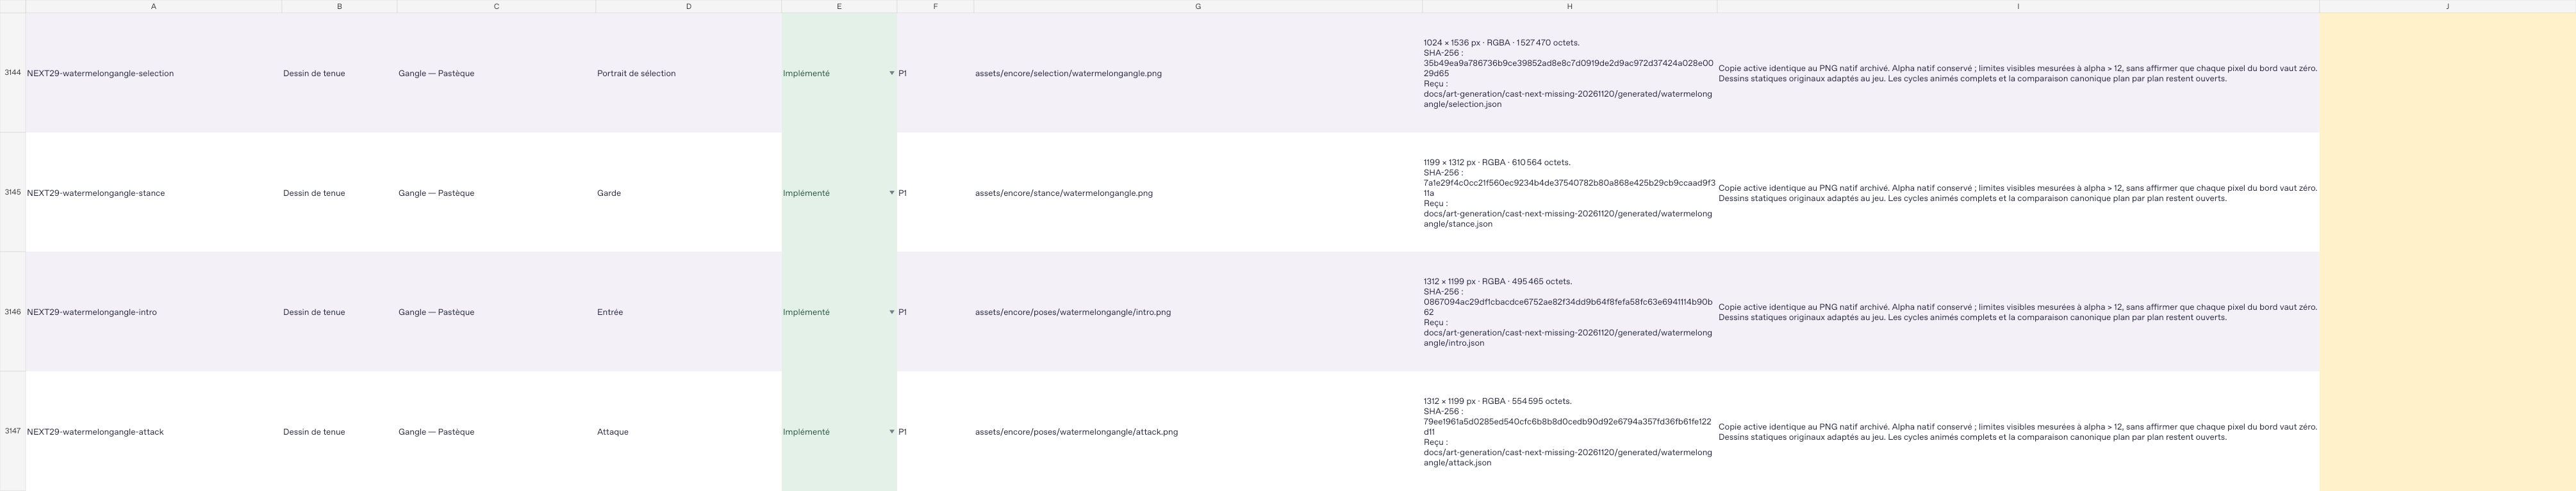 A B C D E F G H I J
3144 NEXT29-watermelongangle-selection Dessin de tenue Gangle — Pastèque Portrait de sélection Implémenté P1 assets/encore/selection/watermelongangle.png
1024 × 1536 px · RGBA · 1 527 470 octets.
SHA-256 :
35b49ea9a786736b9ce39852ad8e8c7d0919de2d9ac972d37424a028e00
29d65
Reçu :
docs/art-generation/cast-next-missing-20261120/generated/watermelong
angle/selection.json
Copie active identique au PNG natif archivé. Alpha natif conservé ; limites visibles mesurées à alpha > 12, sans affirmer que chaque pixel du bord vaut zéro.
Dessins statiques originaux adaptés au jeu. Les cycles animés complets et la comparaison canonique plan par plan restent ouverts.
3145 NEXT29-watermelongangle-stance Dessin de tenue Gangle — Pastèque Garde Implémenté P1 assets/encore/stance/watermelongangle.png
1199 × 1312 px · RGBA · 610 564 octets.
SHA-256 :
7a1e29f4c0cc21f560ec9234b4de37540782b80a868e425b29cb9ccaad9f3
11a
Reçu :
docs/art-generation/cast-next-missing-20261120/generated/watermelong
angle/stance.json
Copie active identique au PNG natif archivé. Alpha natif conservé ; limites visibles mesurées à alpha > 12, sans affirmer que chaque pixel du bord vaut zéro.
Dessins statiques originaux adaptés au jeu. Les cycles animés complets et la comparaison canonique plan par plan restent ouverts.
3146 NEXT29-watermelongangle-intro Dessin de tenue Gangle — Pastèque Entrée Implémenté P1 assets/encore/poses/watermelongangle/intro.png
1312 × 1199 px · RGBA · 495 465 octets.
SHA-256 :
0867094ac29df1cbacdce6752ae82f34dd9b64f8fefa58fc63e6941114b90b
62
Reçu :
docs/art-generation/cast-next-missing-20261120/generated/watermelong
angle/intro.json
Copie active identique au PNG natif archivé. Alpha natif conservé ; limites visibles mesurées à alpha > 12, sans affirmer que chaque pixel du bord vaut zéro.
Dessins statiques originaux adaptés au jeu. Les cycles animés complets et la comparaison canonique plan par plan restent ouverts.
3147 NEXT29-watermelongangle-attack Dessin de tenue Gangle — Pastèque Attaque Implémenté P1 assets/encore/poses/watermelongangle/attack.png
1312 × 1199 px · RGBA · 554 595 octets.
SHA-256 :
79ee1961a5d0285ed540cfc6b8b8d0cedb90d92e6794a357fd36fb61fe122
d11
Reçu :
docs/art-generation/cast-next-missing-20261120/generated/watermelong
angle/attack.json
Copie active identique au PNG natif archivé. Alpha natif conservé ; limites visibles mesurées à alpha > 12, sans affirmer que chaque pixel du bord vaut zéro.
Dessins statiques originaux adaptés au jeu. Les cycles animés complets et la comparaison canonique plan par plan restent ouverts.